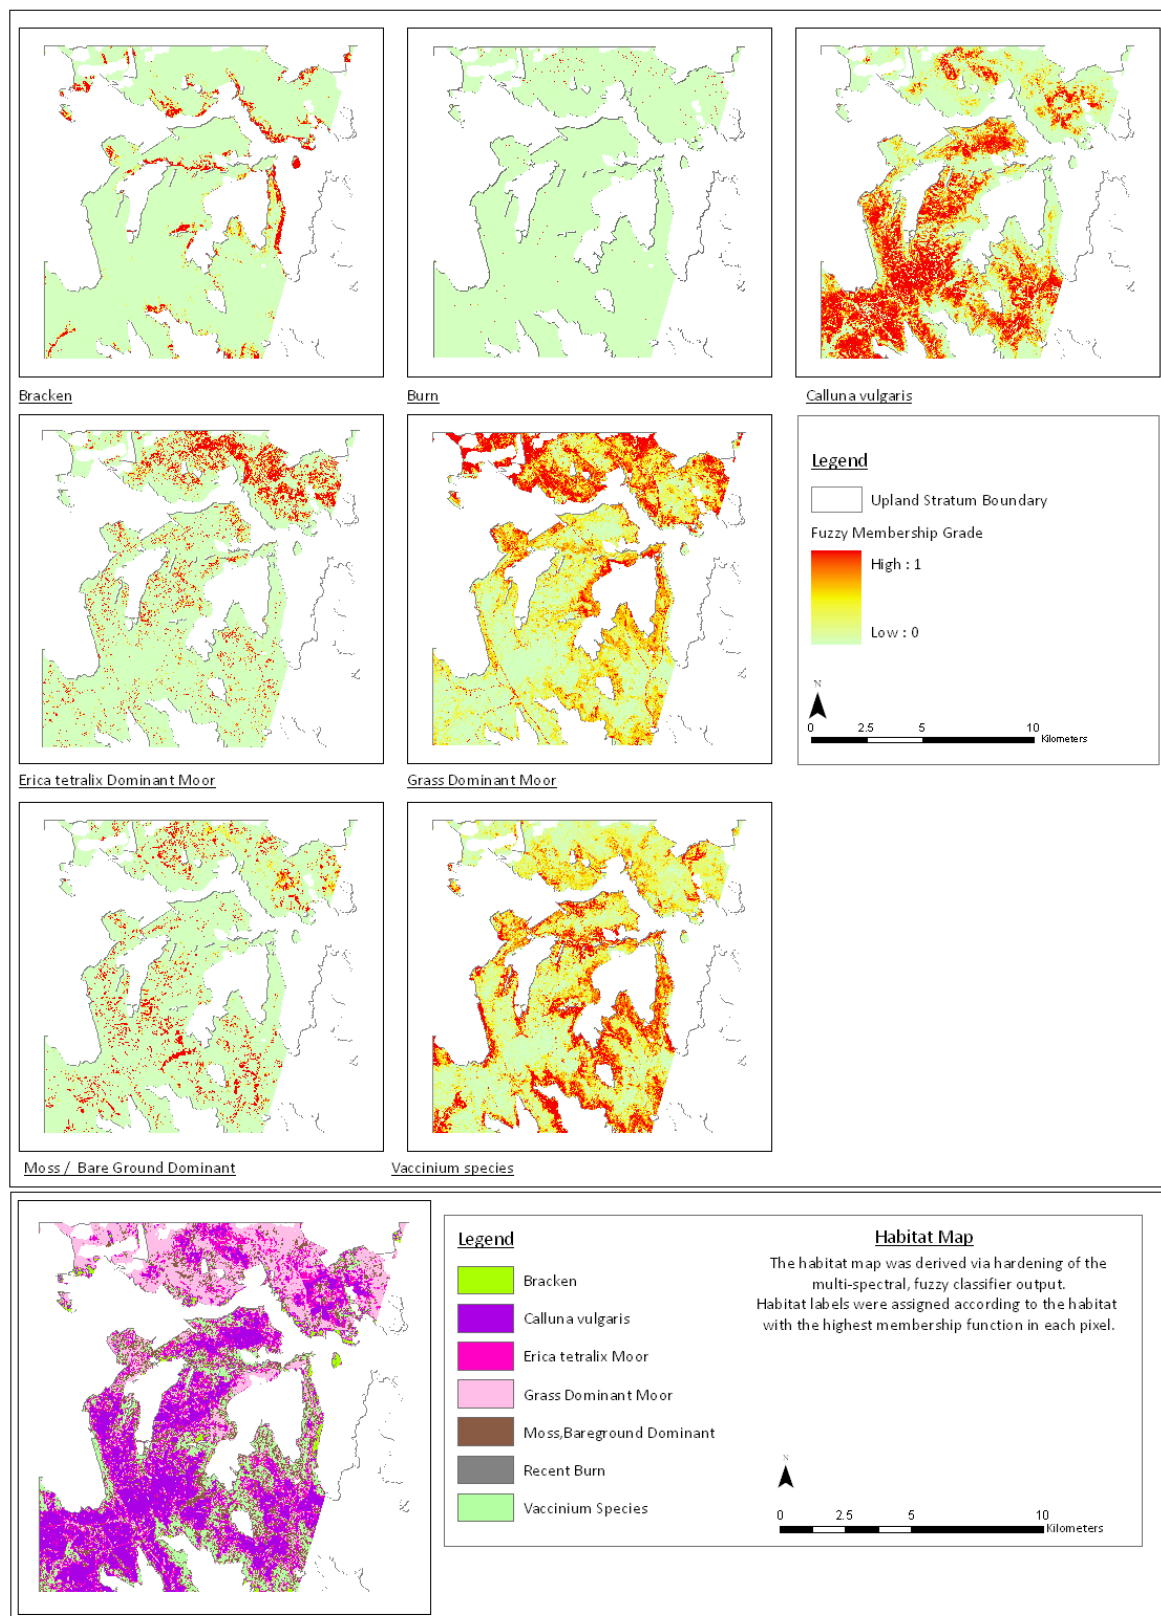 Bracken
Burn
Calluna vulgaris
Legend
Upland Stratum Boundary
Fuzzy Membership Grade
High : 1
Low : 0
N
0 2.5 5 10
Kilometers
Erica tetralix Dominant Moor
Grass Dominant Moor
Moss / Bare Ground Dominant
Vaccinium species
Legend
Bracken
Calluna vulgaris
Erica tetralix Moor
Grass Dominant Moor
Moss,Bareground Dominant
Recent Burn
Vaccinium Species
Habitat Map
The habitat map was derived via hardening of the
multi-spectral, fuzzy classifier output.
Habitat labels were assigned according to the habitat
with the highest membership function in each pixel.
N
0 2.5 5 10
Kilometers